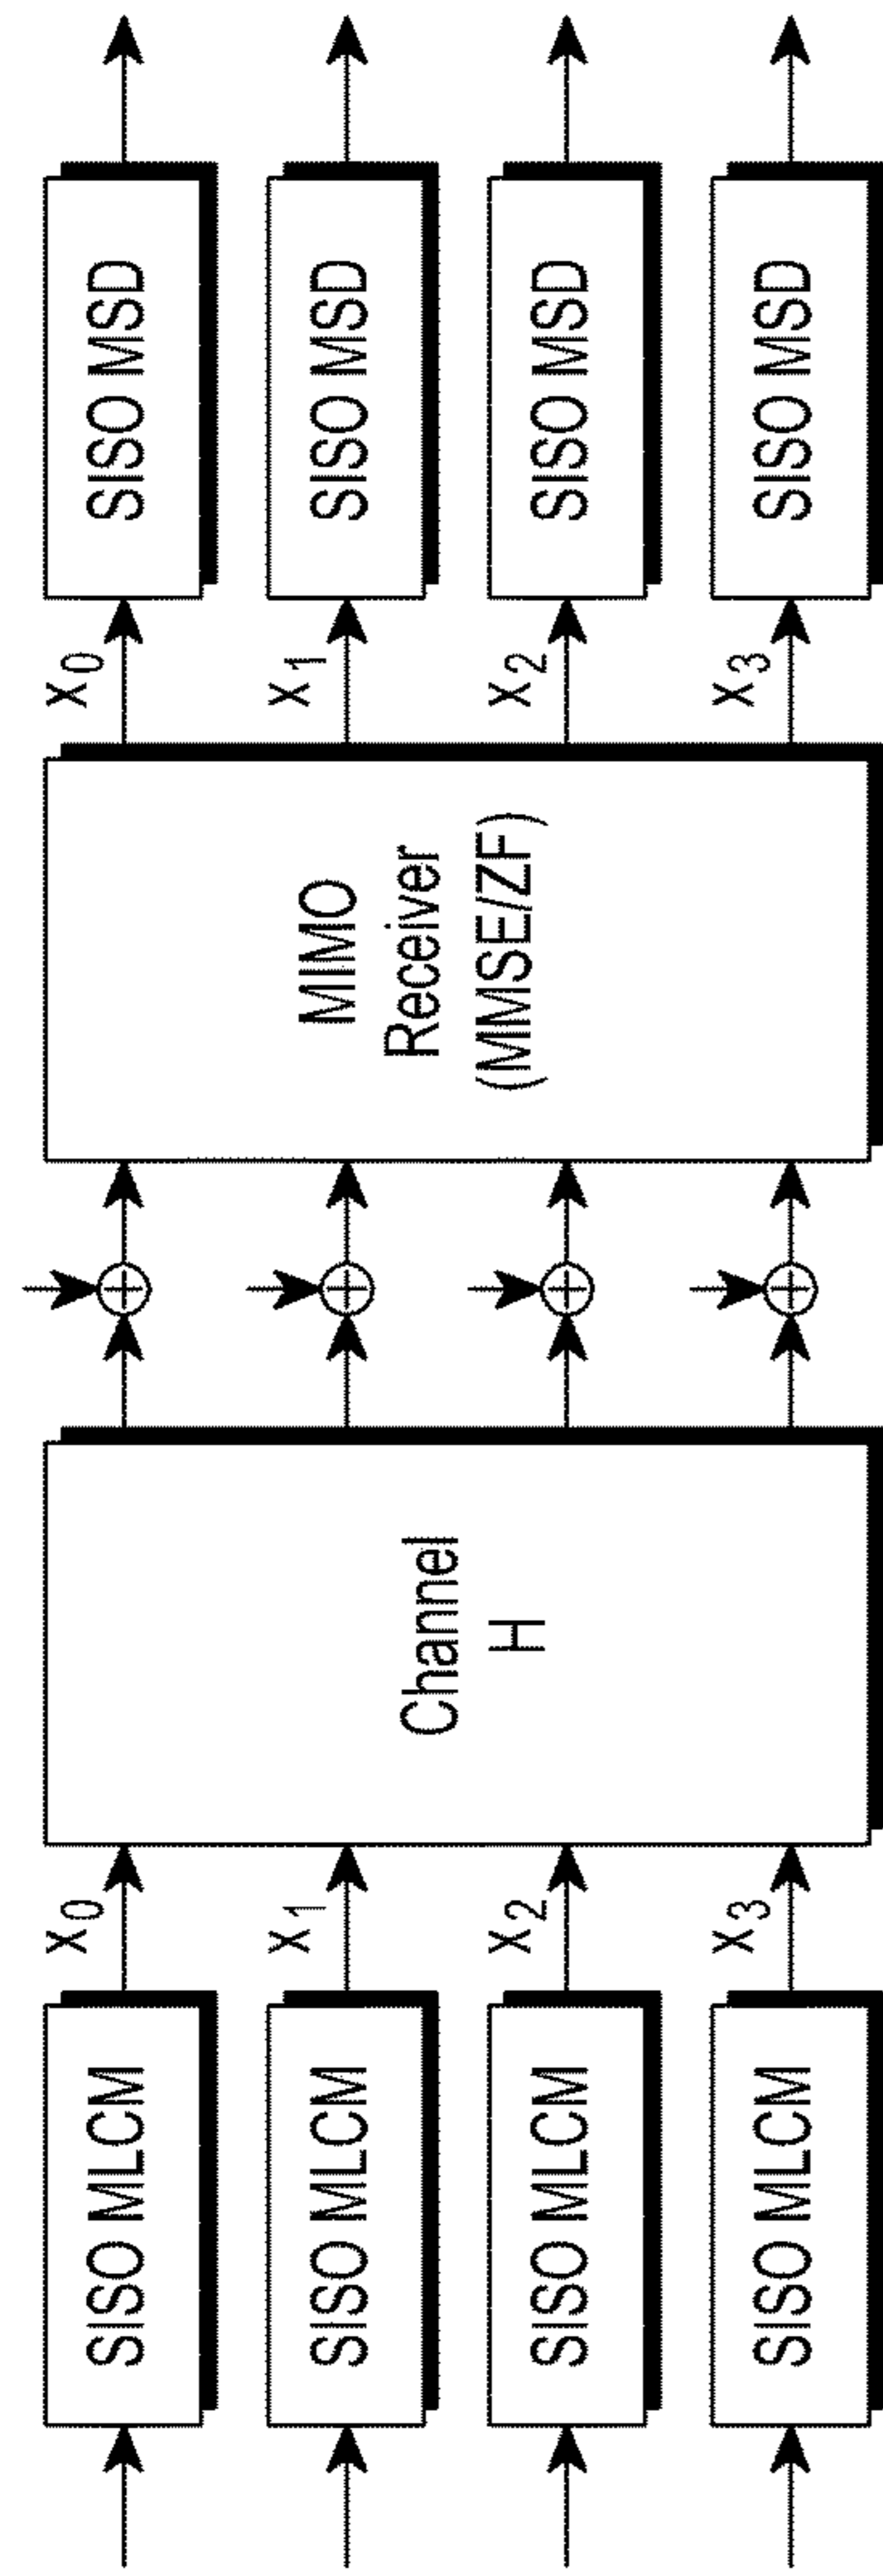 SISO MLCM
SISO MLCM
SISO MLCM
SISO MLCM
x0
x1
x2
x3
Channel
H
MIMO
Receiver
(MMSE/ZF)
x0
x1
x2
x3
SISO MSD
SISO MSD
SISO MSD
SISO MSD